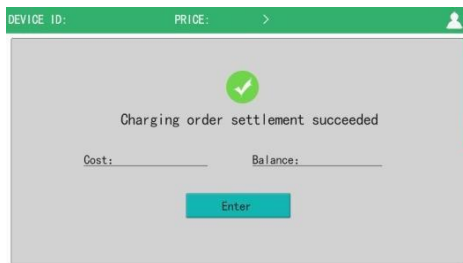 DEVICE ID: PRICE: >
Charging order settlement succeeded
Cost: Balance:
Enter